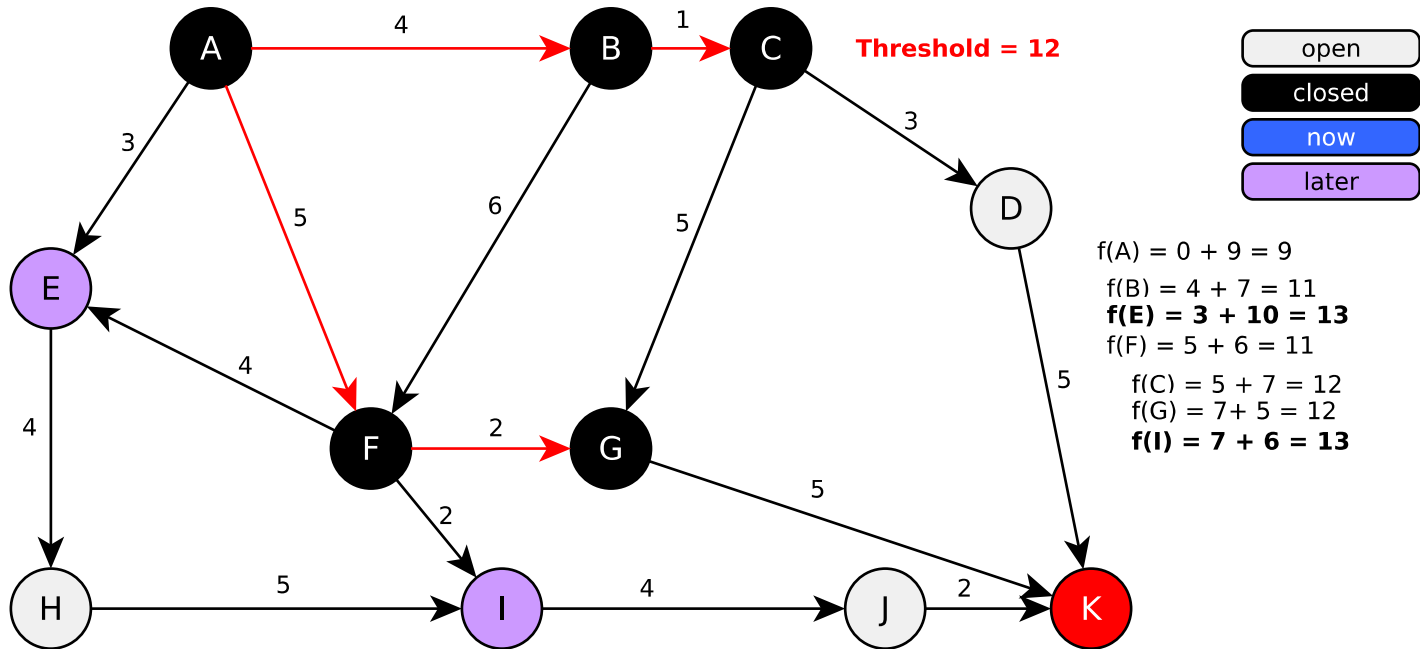 4
1
A
B
C
Threshold = 12
open
closed
now
later
3
3
D
5
6
5
f(A) = 0 + 9 = 9
E
f(B) = 4 + 7 = 11
f(E) = 3 + 10 = 13
f(F) = 5 + 6 = 11
4
5
f(C) = 5 + 7 = 12
f(G) = 7+ 5 = 12
f(I) = 7 + 6 = 13
4
2
F
G
5
2
5
4
2
H
I
J
K